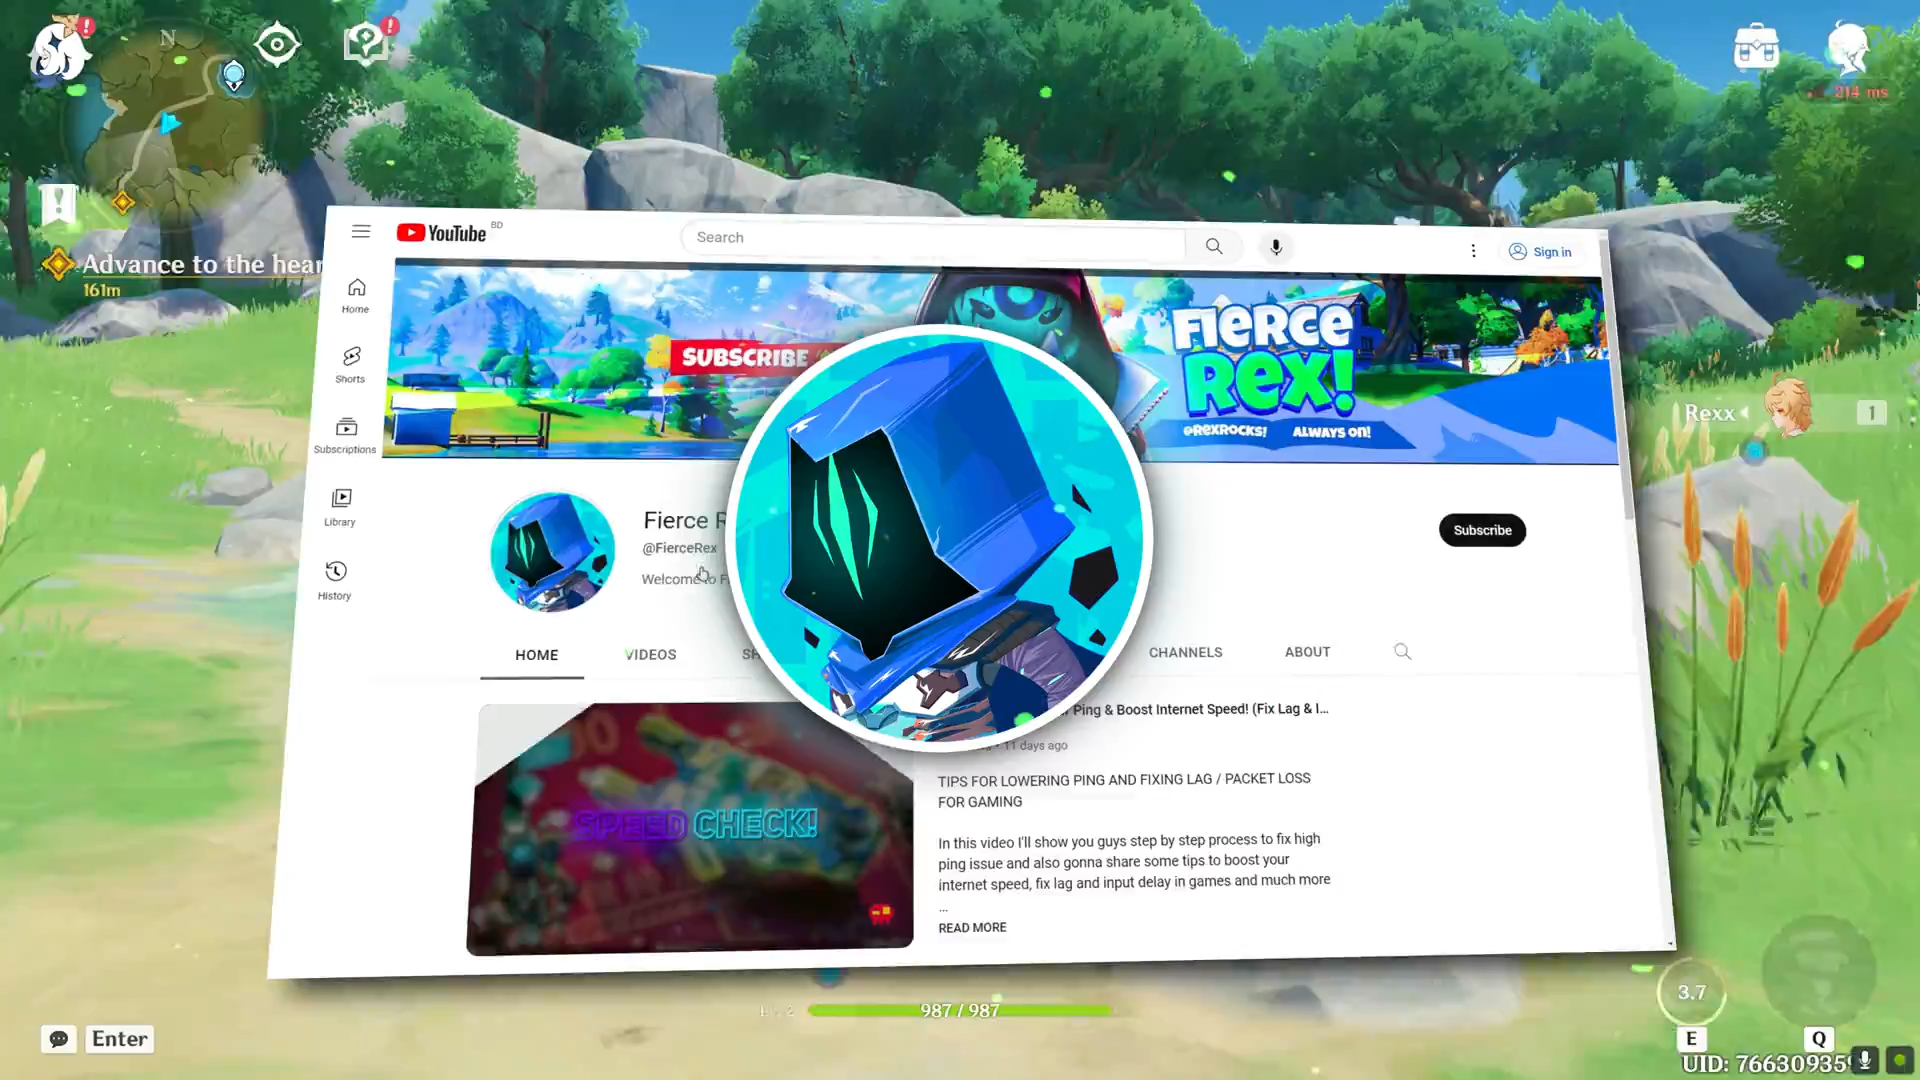 N
214 ms
Advance to the hear
161m
YouTube BD
Search
Sign in
Home
Shorts
Subscriptions
Library
History
SUBSCRIBE
FIERCE
REX!
@REXROCKS!
ALWAYS ON!
Rexx
1
Fierce R
@FierceRex
Welcome to F
Subscribe
HOME
VIDEOS
SH
CHANNELS
ABOUT
Ping & Boost Internet Speed! (Fix Lag & I...
• 11 days ago
TIPS FOR LOWERING PING AND FIXING LAG / PACKET LOSS
FOR GAMING
In this video I'll show you guys step by step process to fix high
ping issue and also gonna share some tips to boost your
internet speed, fix lag and input delay in games and much more
...
READ MORE
SPEED CHECK!
987 / 987
3.7
E
Q
Enter
UID: 76630935